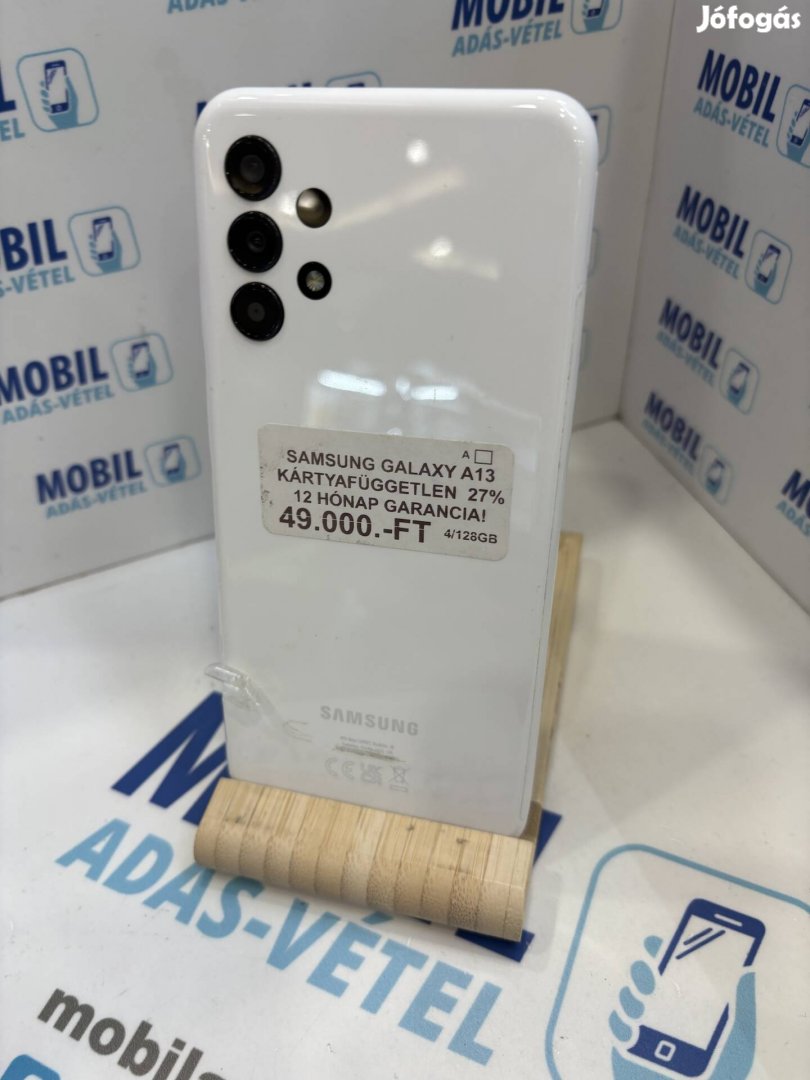 Jófogás
MOBIL
ADÁS-VÉTEL
MOBIL
ADÁS-VÉTEL
MOBIL
ADÁS-VÉTEL
MOBIL
ADÁS-VÉTEL
MOBIL
ADÁS-VÉTEL
MOBIL
ADÁS-VÉTEL
MOBIL
MOBIL
ADÁS-VÉTEL
A
SAMSUNG GALAXY A13
KÁRTYAFÜGGETLEN 27%
12 HÓNAP GARANCIA!
49.000.-FT 4/128GB
SAMSUNG
CE
ADÁS-VÉTEL